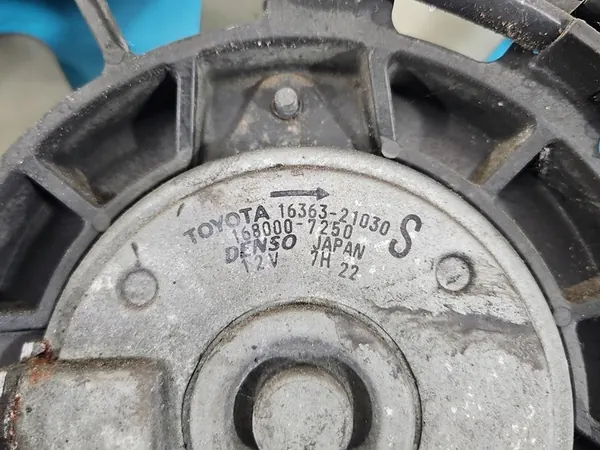 TOYOTA 16363-21030
168000-7250 S
DENSO JAPAN
12V 7H 22